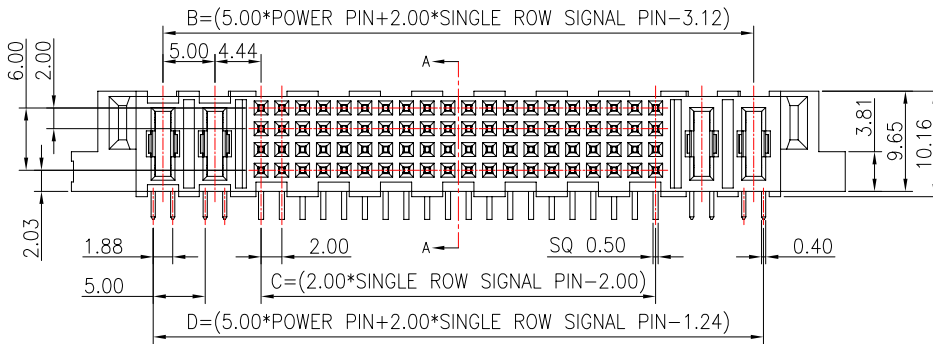 B=(5.00*POWER PIN+2.00*SINGLE ROW SIGNAL PIN-3.12)
5.00 4.44
6.00
2.00
A
A
3.81
9.65
10.16
2.03
1.88
2.00
SQ 0.50
0.40
5.00
C=(2.00*SINGLE ROW SIGNAL PIN-2.00)
D=(5.00*POWER PIN+2.00*SINGLE ROW SIGNAL PIN-1.24)